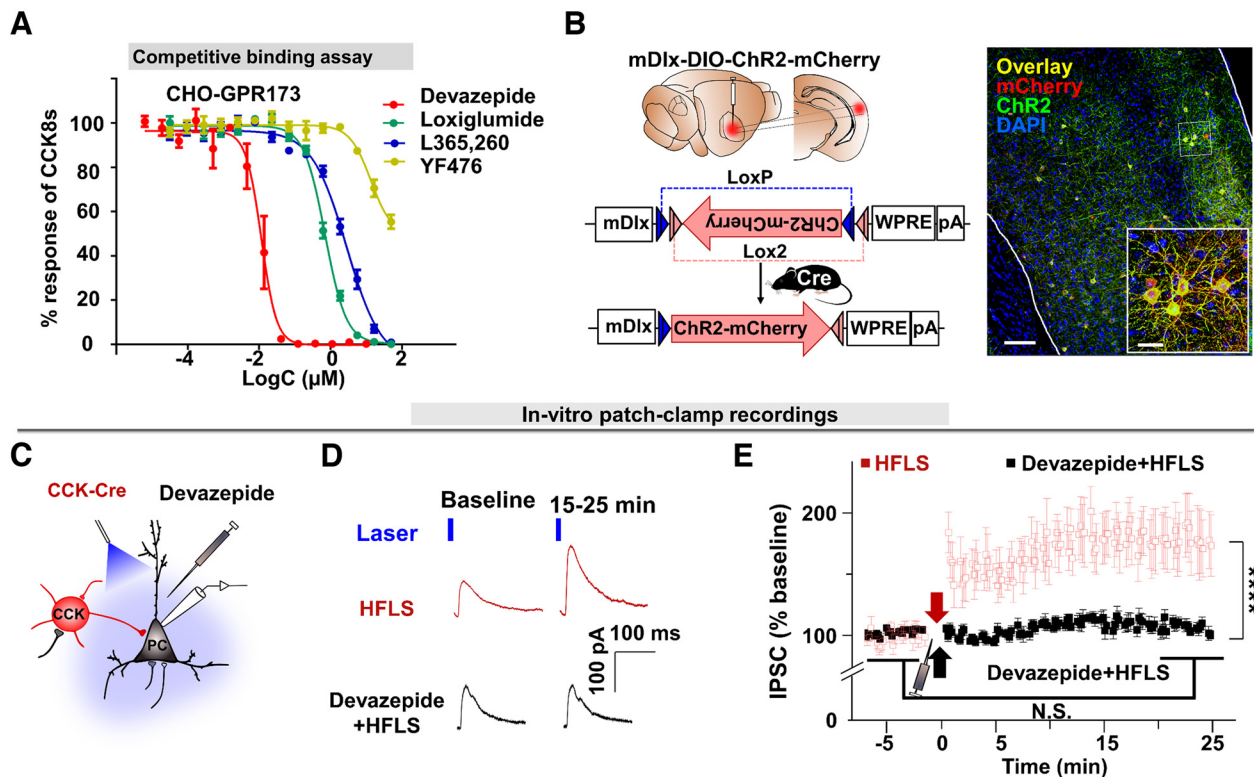 A
Competitive binding assay
CHO-GPR173
Devazepide
Loxiglumide
L365,260
YF476
% response of CCK8s
100
80
60
40
20
0
-4
-2
0
2
LogC (µM)
B
mDlx-DIO-ChR2-mCherry
LoxP
mDlx
ChR2-mCherry
WPRE
pA
Lox2
Cre
mDlx
ChR2-mCherry
WPRE
pA
Overlay
mCherry
ChR2
DAPI
In-vitro patch-clamp recordings
C
CCK-Cre
Devazepide
CCK
PC
D
Baseline
15-25 min
Laser
HFLS
100 pA
100 ms
Devazepide
+HFLS
E
HFLS
Devazepide+HFLS
IPSC (% baseline)
200
100
0
****
Devazepide+HFLS
N.S.
-5
0
5
15
25
Time (min)